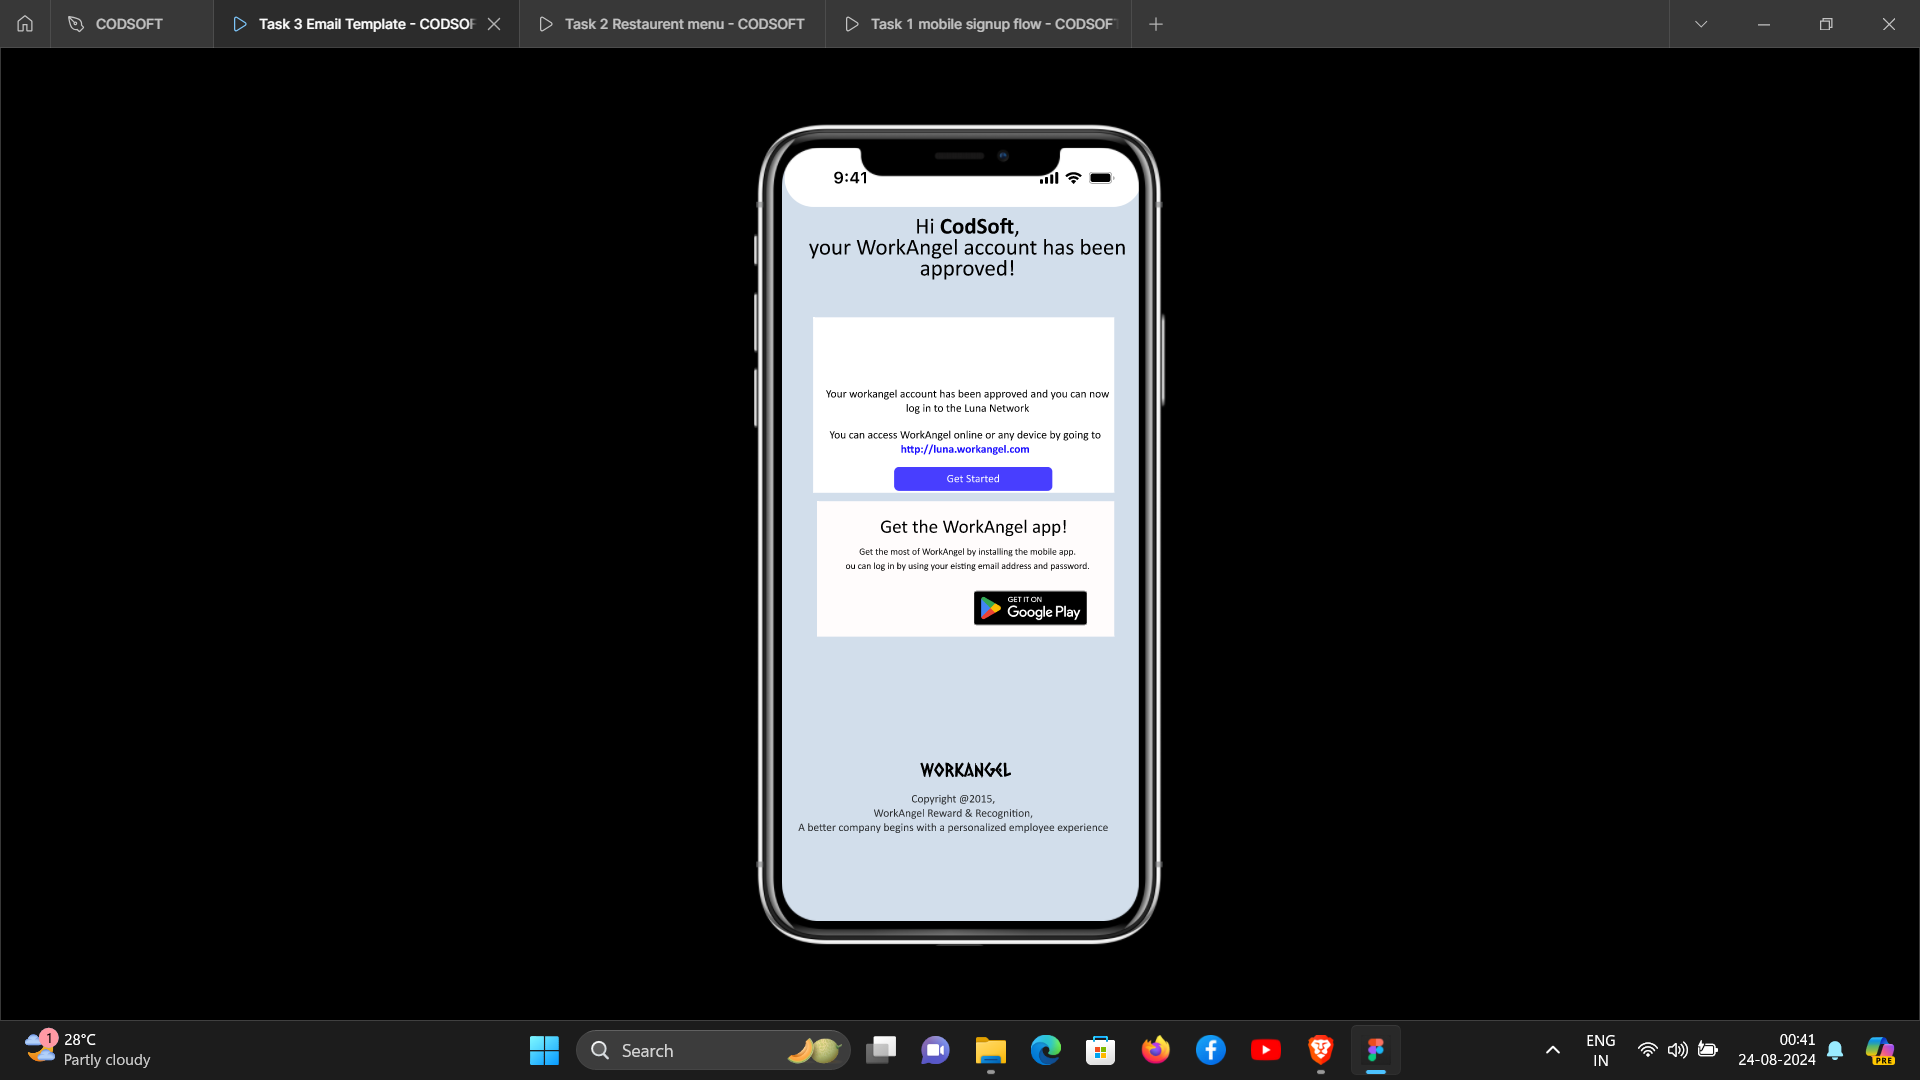 CODSOFT
Task 3 Email Template - CODSOF
Task 2 Restaurent menu - CODSOFT
Task 1 mobile signup flow - CODSOFT
9:41
Hi CodSoft,
your WorkAngel account has been
approved!
Your workangel account has been approved and you can now
log in to the Luna Network
You can access WorkAngel online or any device by going to
http://luna.workangel.com
Get Started
Get the WorkAngel app!
Get the most of WorkAngel by installing the mobile app.
ou can log in by using your eisting email address and password.
GET IT ON
Google Play
WORKANGEL
Copyright @2015,
WorkAngel Reward & Recognition,
A better company begins with a personalized employee experience
1
28°C
Partly cloudy
Search
ENG
IN
00:41
24-08-2024
PRE